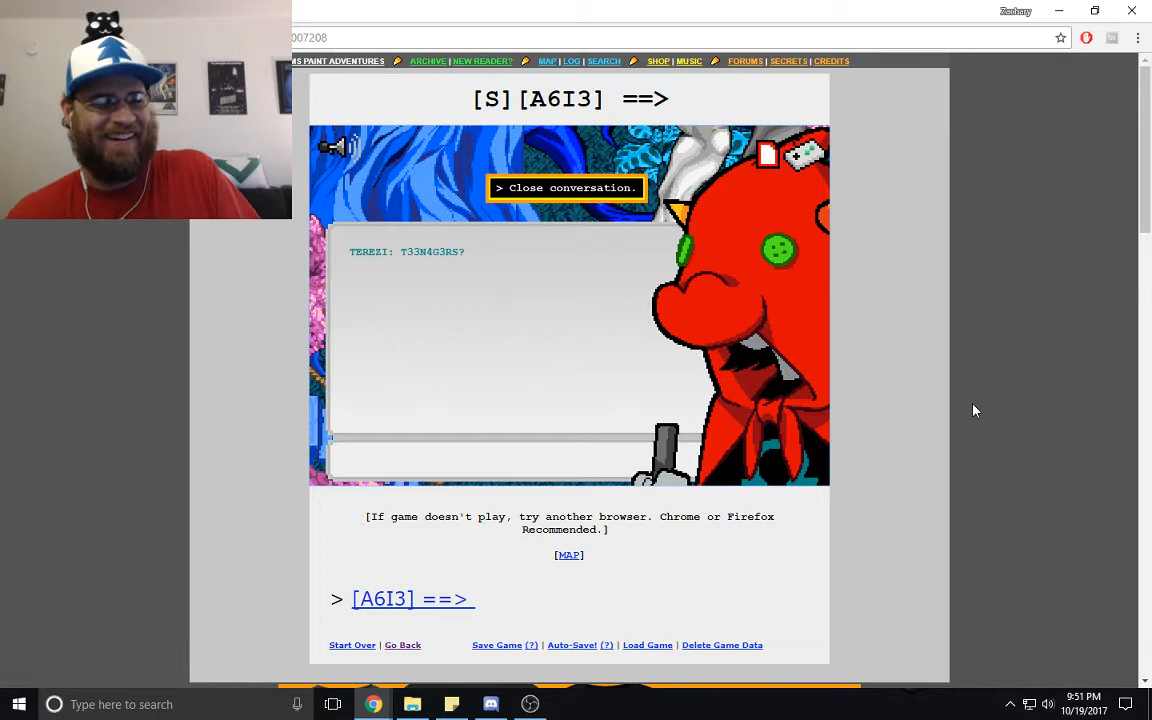 Zachary
007208
MS PAINT ADVENTURES ARCHIVE | NEW READER? MAP | LOG | SEARCH SHOP | MUSIC FORUMS | SECRETS | CREDITS
[S][A6I3] ==>
> Close conversation.
TEREZI: T33N4G3RS?
[If game doesn't play, try another browser. Chrome or Firefox
Recommended.]
[MAP]
> [A6I3] ==>
Start Over | Go Back Save Game (?) | Auto-Save! (?) | Load Game | Delete Game Data
Type here to search
9:51 PM
10/19/2017